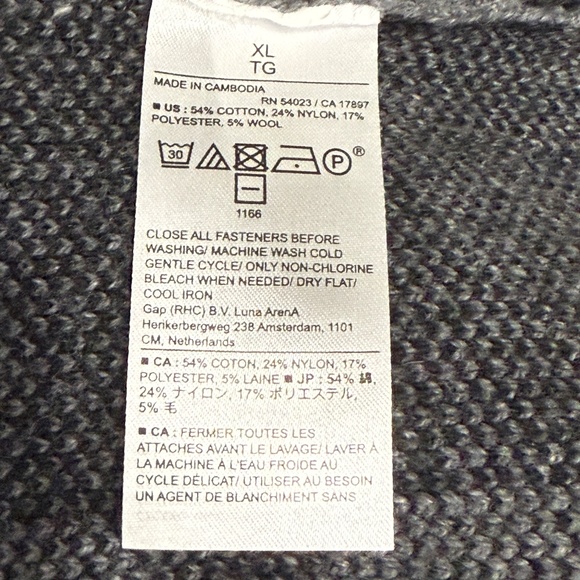 XL
TG
MADE IN CAMBODIA
RN 54023 / CA 17897
US : 54% COTTON, 24% NYLON, 17%
POLYESTER, 5% WOOL
30 P ®
1166
CLOSE ALL FASTENERS BEFORE
WASHING/ MACHINE WASH COLD
GENTLE CYCLE/ ONLY NON-CHLORINE
BLEACH WHEN NEEDED/ DRY FLAT/
COOL IRON
Gap (RHC) B.V. Luna ArenA
Herikerbergweg 238 Amsterdam, 1101
CM, Netherlands
CA : 54% COTON, 24% NYLON, 17%
POLYESTER, 5% LAINE JP : 54% 綿,
24% ナイロン, 17% ポリエステル,
5% 毛
CA : FERMER TOUTES LES
ATTACHES AVANT LE LAVAGE/ LAVER À
LA MACHINE À L'EAU FROIDE AU
CYCLE DÉLICAT/ UTILISER AU BESOIN
UN AGENT DE BLANCHIMENT SANS